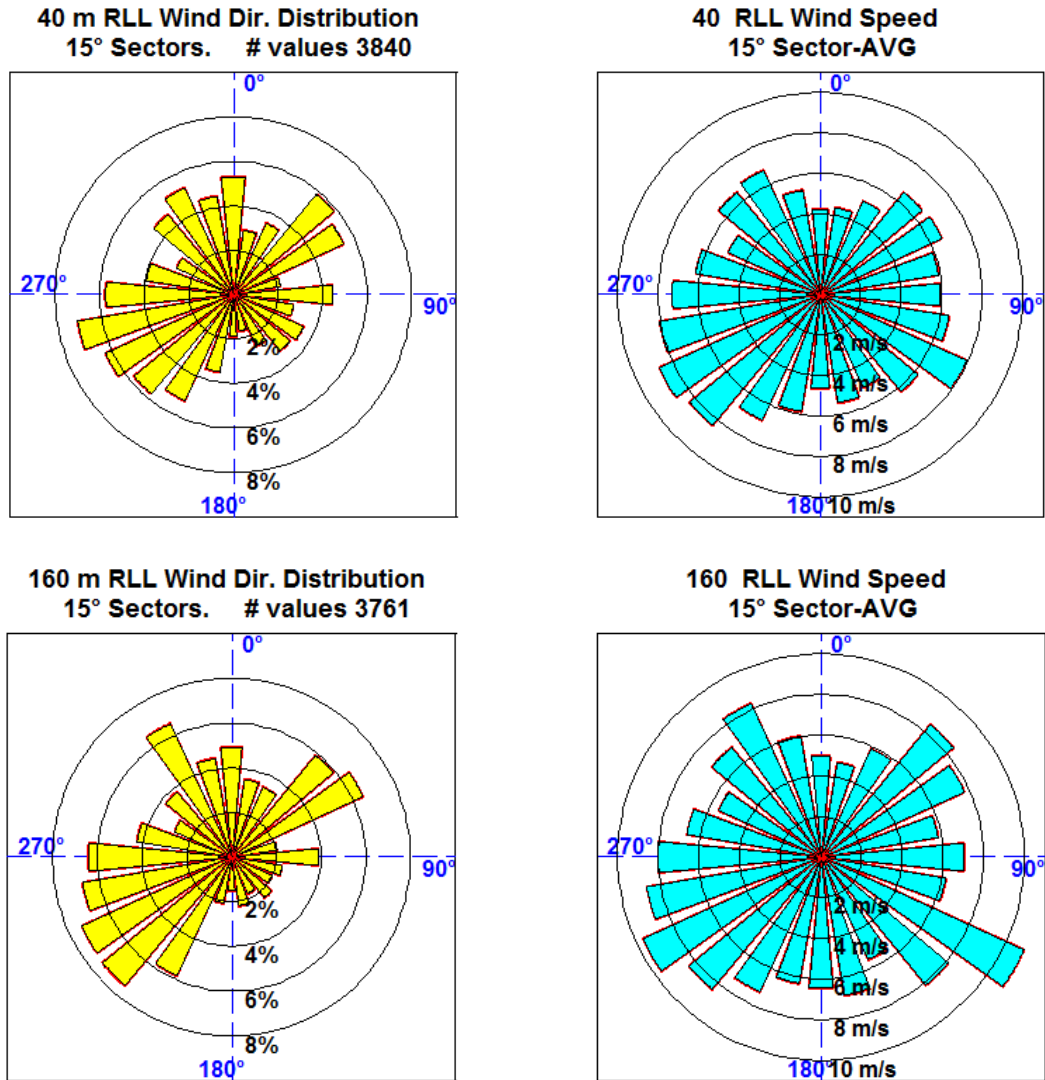 40 m RLL Wind Dir. Distribution
15° Sectors. # values 3840
0°
270°
90°
2%
4%
6%
8%
180°
40 RLL Wind Speed
15° Sector-AVG
0°
270°
90°
2 m/s
4 m/s
6 m/s
8 m/s
180° 10 m/s
160 m RLL Wind Dir. Distribution
15° Sectors. # values 3761
0°
270°
90°
2%
4%
6%
8%
180°
160 RLL Wind Speed
15° Sector-AVG
0°
270°
90°
2 m/s
4 m/s
6 m/s
8 m/s
180° 10 m/s